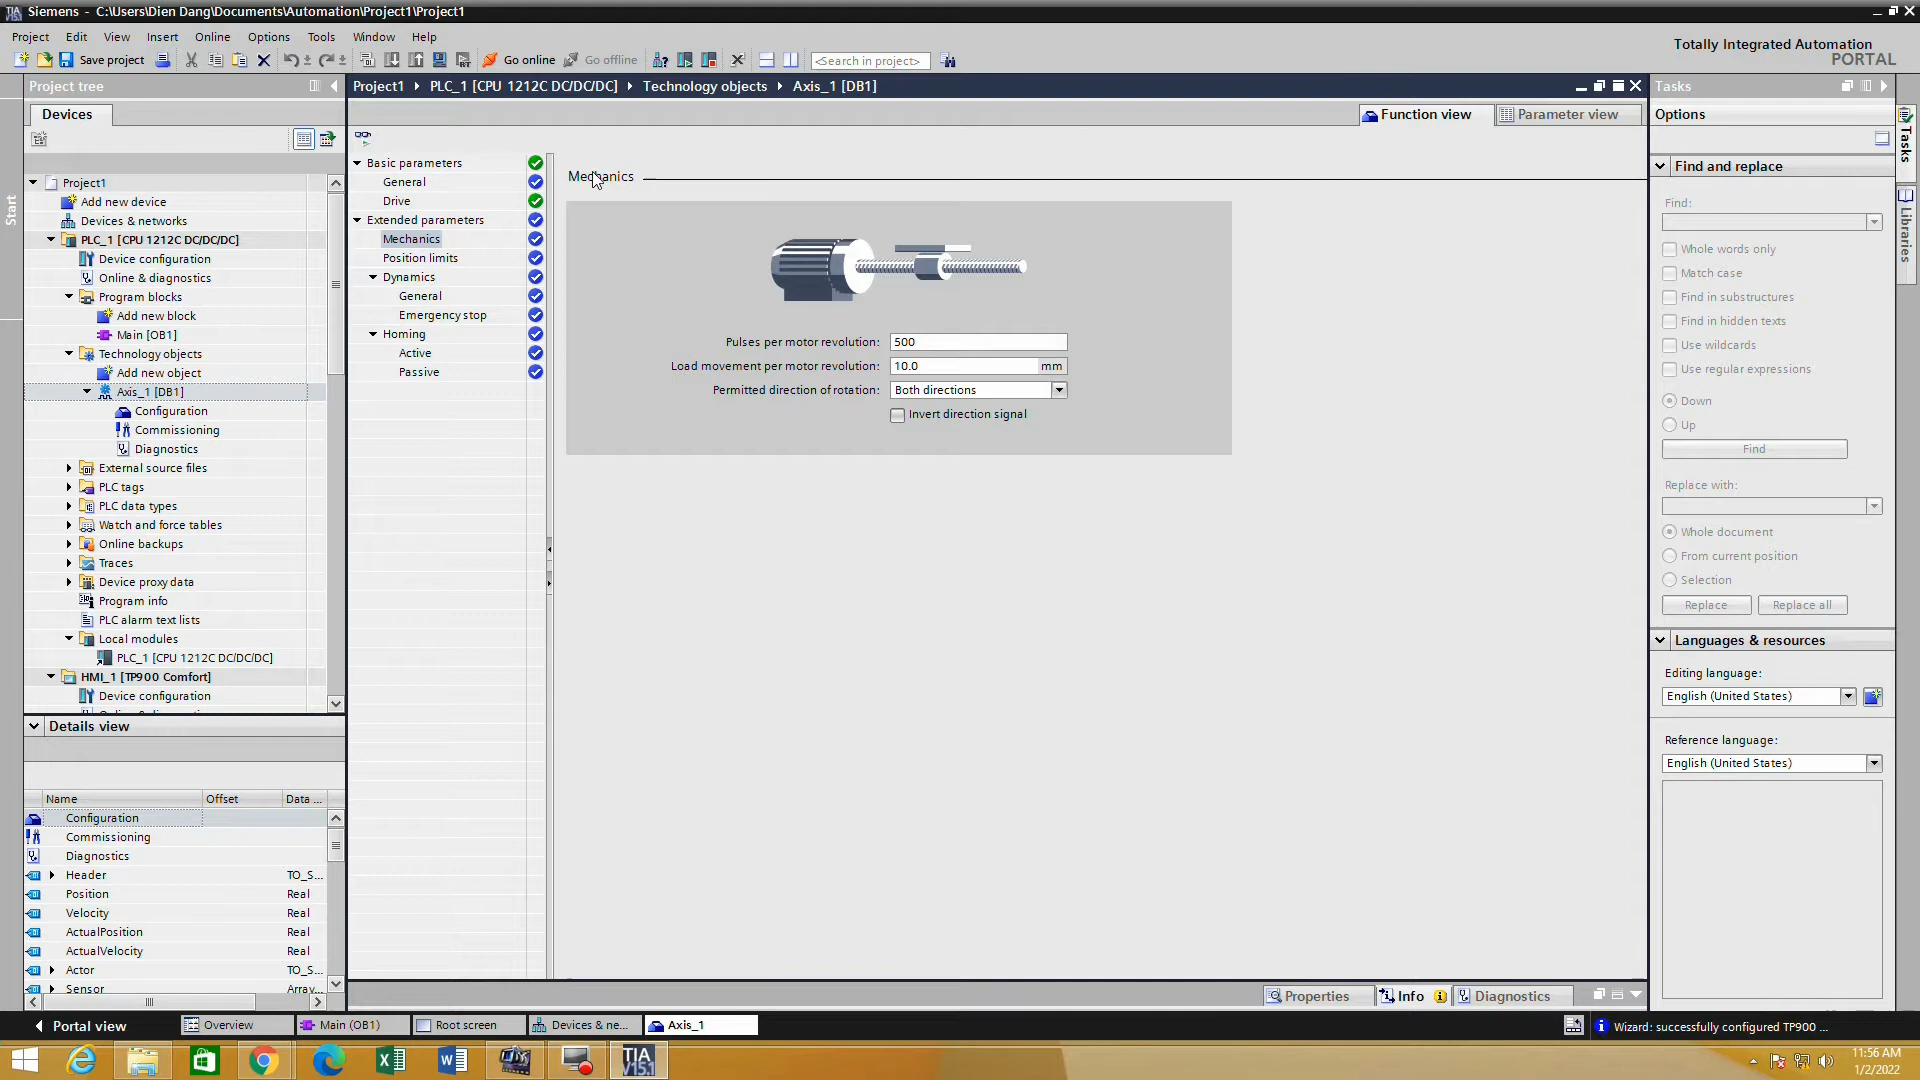 Siemens - C:\Users\Dien Dang\Documents\Automation\Project1\Project1
Project Edit View Insert Online Options Tools Window Help
Totally Integrated Automation
PORTAL
Save project Go online Go offline <Search in project>
Project tree
Project1 PLC_1 [CPU 1212C DC/DC/DC] Technology objects Axis_1 [DB1]
Tasks
Devices
Function view
Parameter view
Options
Start
Project1
Add new device
Devices & networks
PLC_1 [CPU 1212C DC/DC/DC]
Device configuration
Online & diagnostics
Program blocks
Add new block
Main [OB1]
Technology objects
Add new object
Axis_1 [DB1]
Configuration
Commissioning
Diagnostics
External source files
PLC tags
PLC data types
Watch and force tables
Online backups
Traces
Device proxy data
Program info
PLC alarm text lists
Local modules
PLC_1 [CPU 1212C DC/DC/DC]
HMI_1 [TP900 Comfort]
Device configuration
Details view
Name Offset Data ...
Configuration
Commissioning
Diagnostics
Header TO_S...
Position Real
Velocity Real
ActualPosition Real
ActualVelocity Real
Actor TO_S...
Sensor Array...
Basic parameters
General
Drive
Extended parameters
Mechanics
Position limits
Dynamics
General
Emergency stop
Homing
Active
Passive
Mechanics
Pulses per motor revolution: 500
Load movement per motor revolution: 10.0 mm
Permitted direction of rotation: Both directions
Invert direction signal
Find and replace
Find:
Whole words only
Match case
Find in substructures
Find in hidden texts
Use wildcards
Use regular expressions
Down
Up
Find
Replace with:
Whole document
From current position
Selection
Replace Replace all
Languages & resources
Editing language:
English (United States)
Reference language:
English (United States)
Tasks
Libraries
Properties Info Diagnostics
Portal view Overview Main (OB1) Root screen Devices & ne... Axis_1 Wizard: successfully configured TP900 ...
TIA
V15.1
11:56 AM
1/2/2022